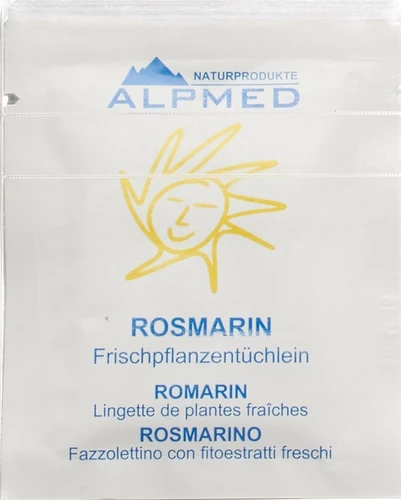 NATURPRODUKTE
ALPMED
ROSMARIN
Frischpflanzentüchlein
ROMARIN
Lingette de plantes fraîches
ROSMARINO
Fazzolettino con fitoestratti freschi